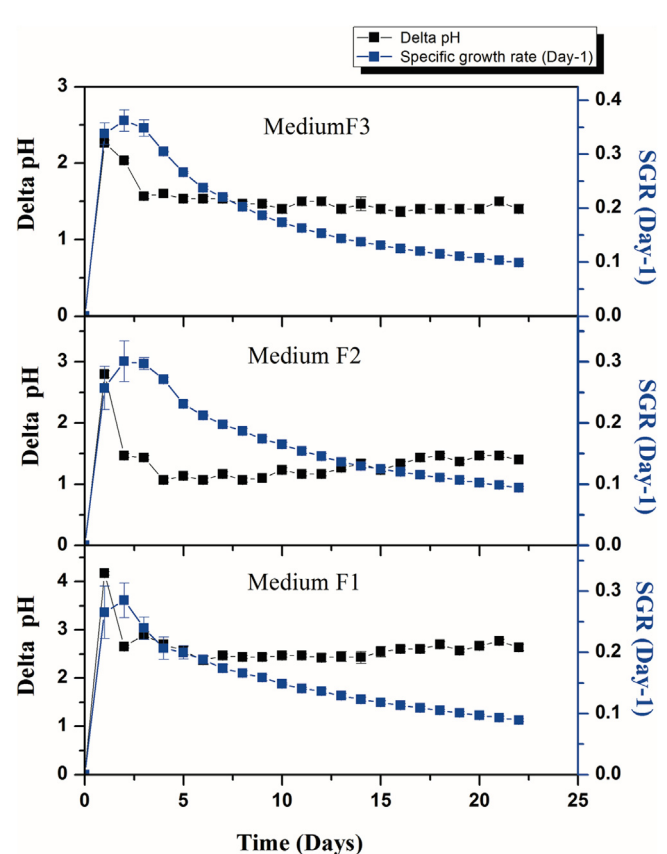 Delta pH
Specific growth rate (Day-1)
MediumF3
Delta pH
3
2
1
0
0.4
0.3
0.2
0.1
0.0
SGR (Day-1)
Medium F2
Delta pH
3
2
1
0
0.3
0.2
0.1
0.0
SGR (Day-1)
Medium F1
Delta pH
4
3
2
1
0
0.3
0.2
0.1
0.0
SGR (Day-1)
0 5 10 15 20 25
Time (Days)